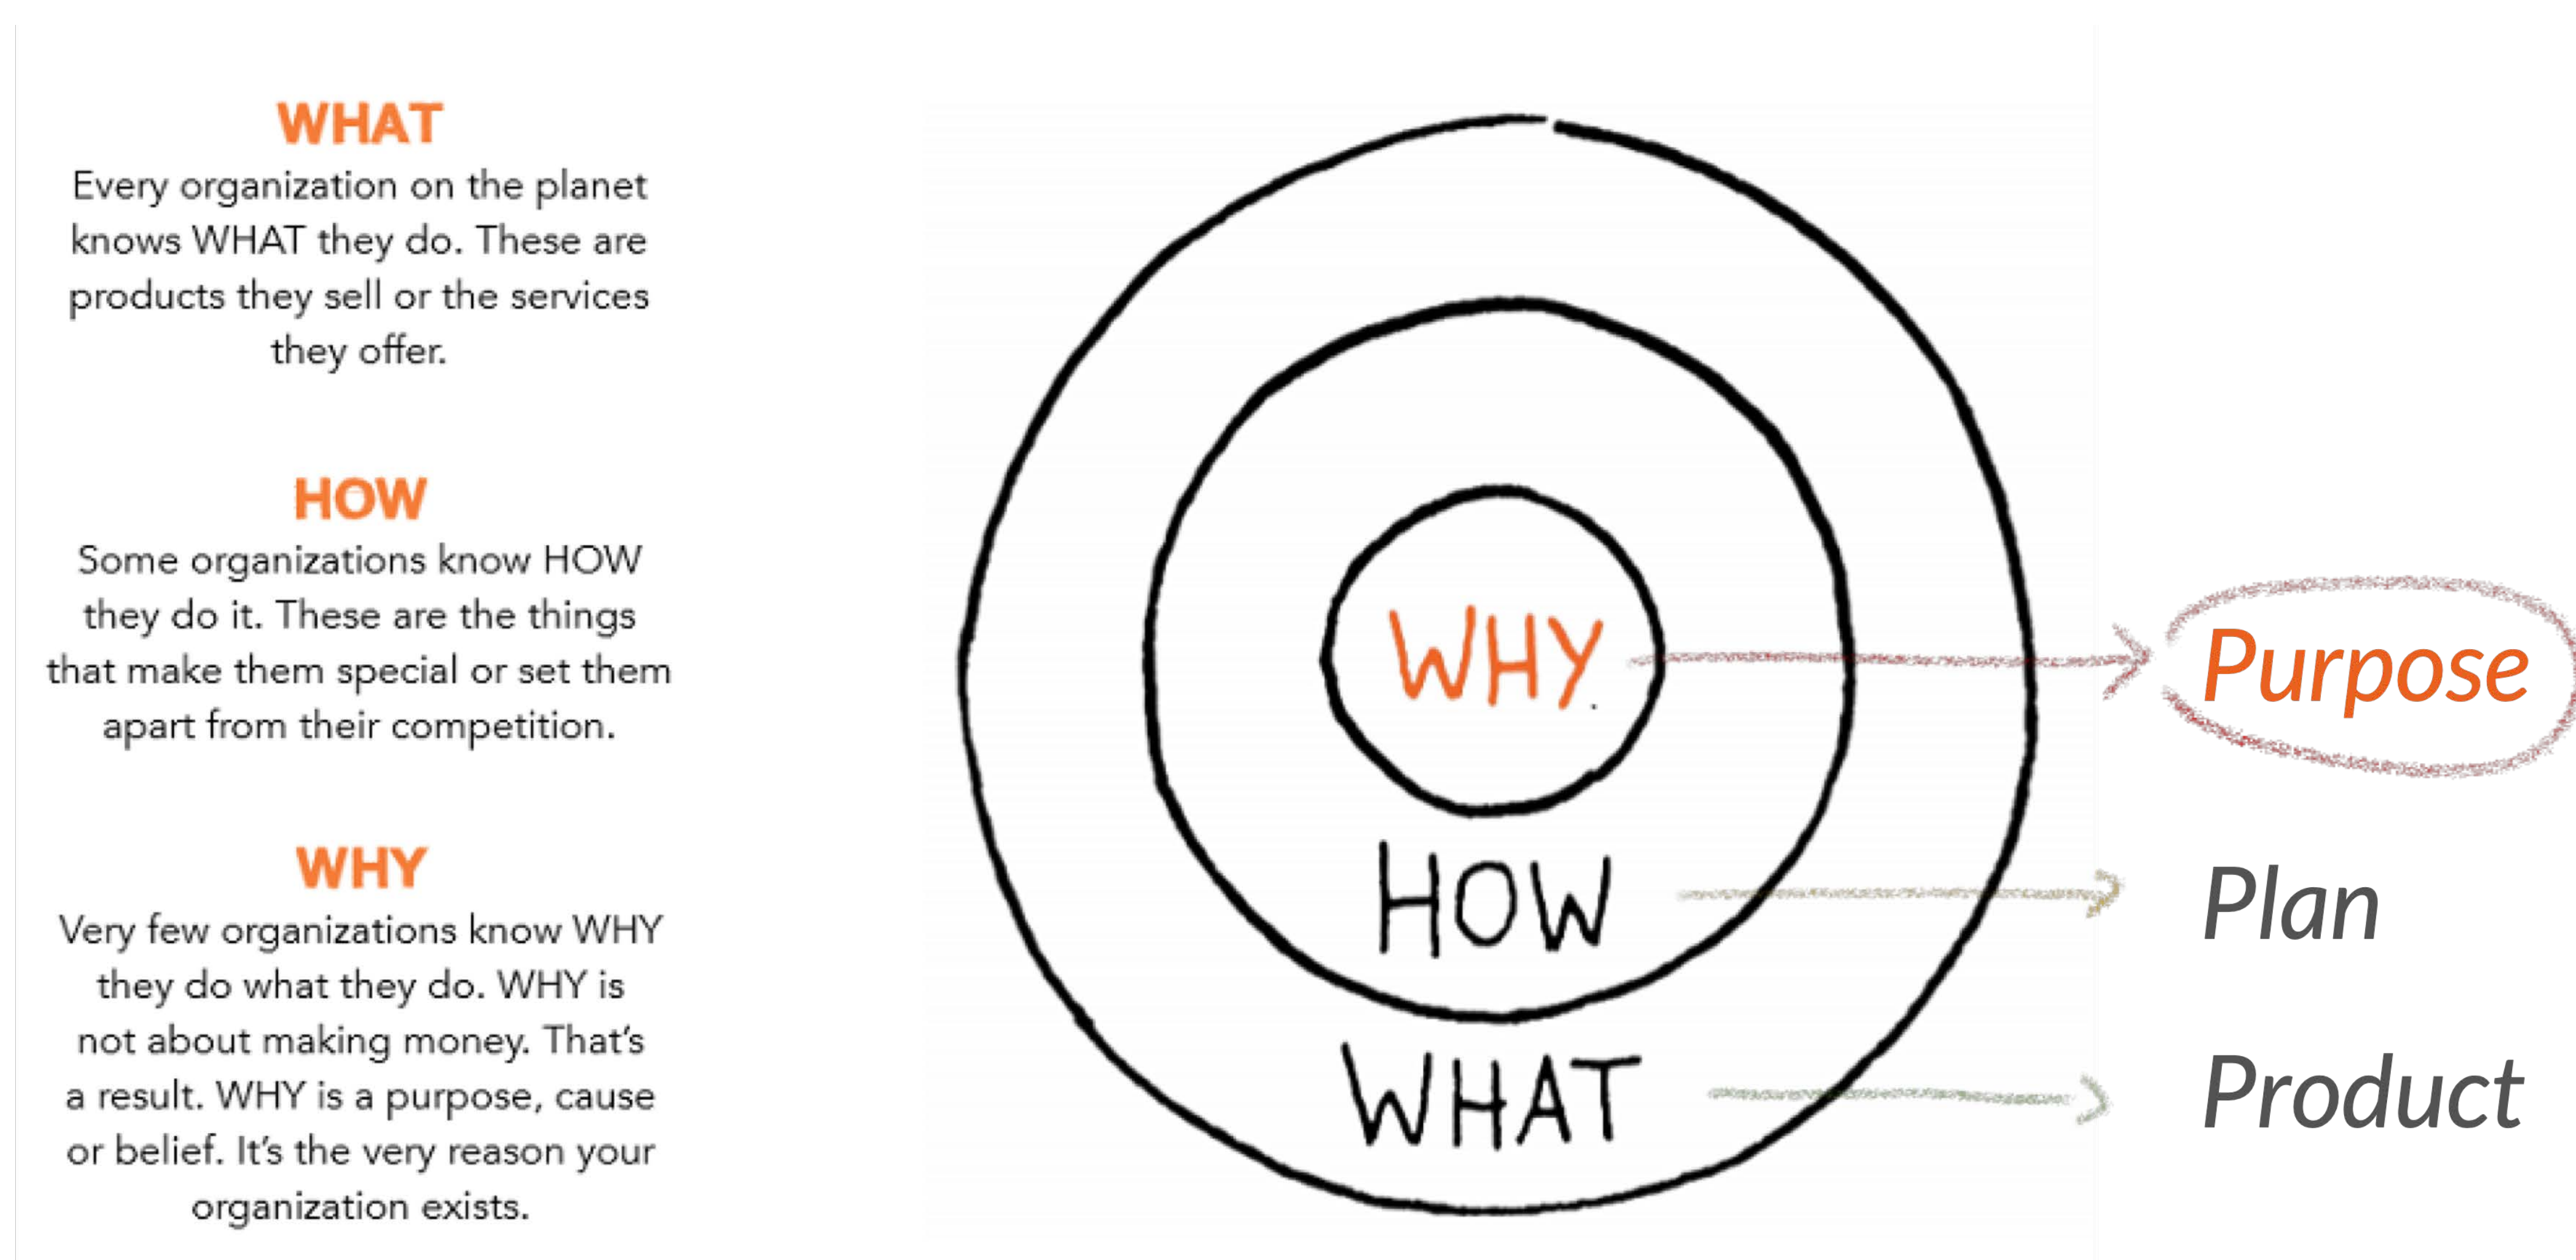 WHAT
Every organization on the planet
knows WHAT they do. These are
products they sell or the services
they offer.
HOW
Some organizations know HOW
they do it. These are the things
that make them special or set them
apart from their competition.
WHY
Very few organizations know WHY
they do what they do. WHY is
not about making money. That's
a result. WHY is a purpose, cause
or belief. It's the very reason your
organization exists.
WHY
HOW
WHAT
Purpose
Plan
Product